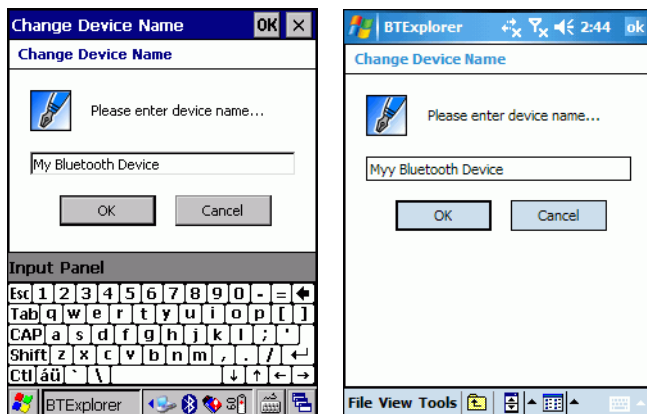 Change Device Name OK
Change Device Name
Please enter device name...
My Bluetooth Device
OK Cancel
Input Panel
Esc 1 2 3 4 5 6 7 8 9 0 - =
Tab q w e r t y u i o p [ ]
CAP a s d f g h j k l ; '
Shift z x c v b n m , . /
Ctl áü ` \
BTExplorer
BTExplorer 2:44 ok
Change Device Name
Please enter device name...
Myy Bluetooth Device
OK Cancel
File View Tools